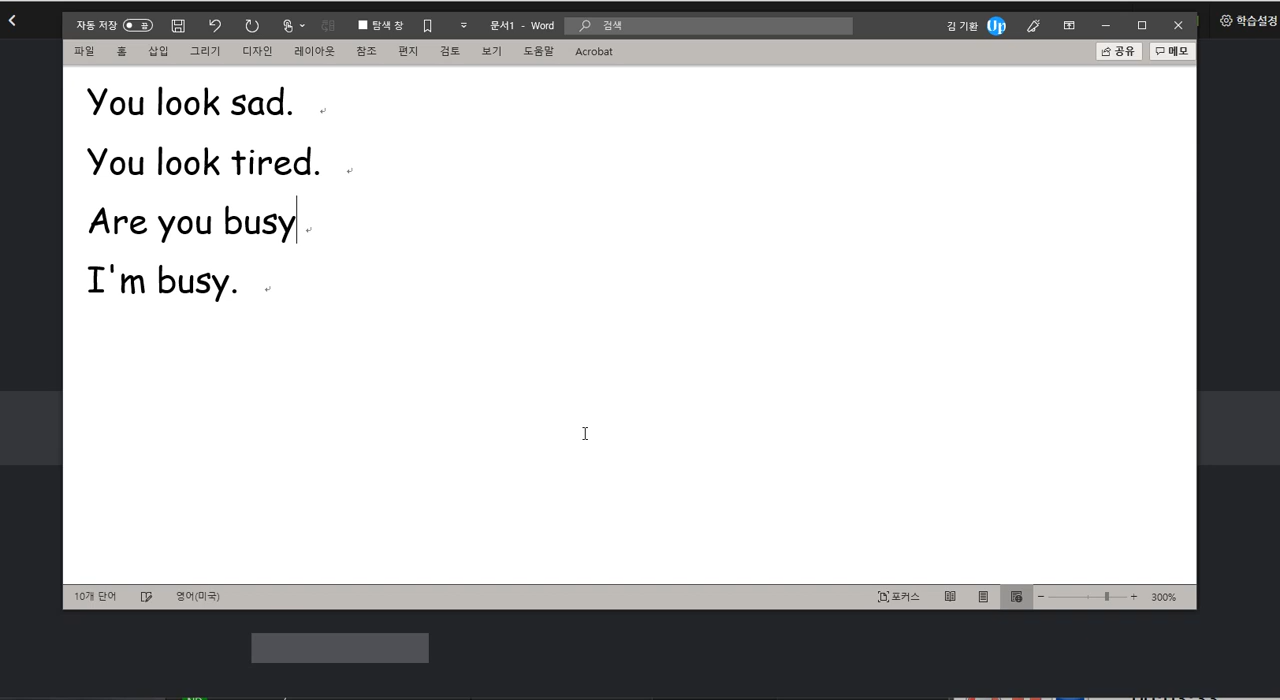 학습설정
자동 저장 탐색 창 문서1 - Word 검색 김 기환 Up
파일 홈 삽입 그리기 디자인 레이아웃 참조 편지 검토 보기 도움말 Acrobat 공유 메모
You look sad.
You look tired.
Are you busy
I'm busy.
10개 단어 영어(미국) 포커스 300%